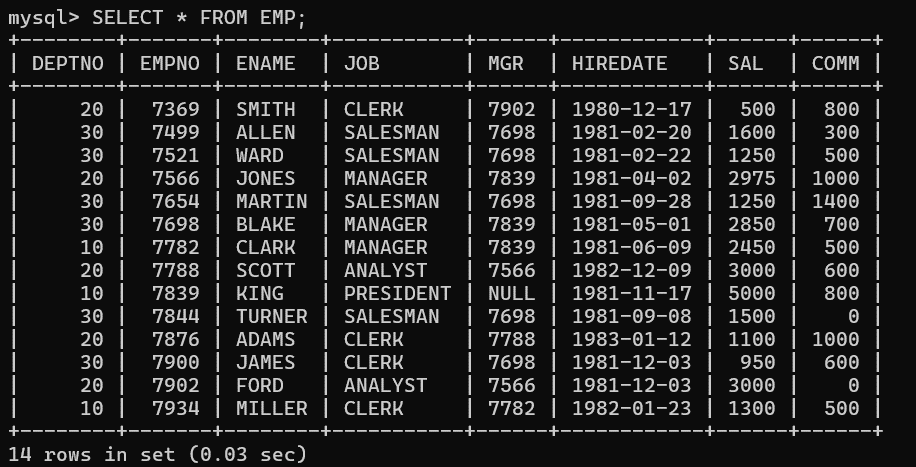 mysql> SELECT * FROM EMP;
+--------+-------+--------+-----------+------+------------+------+------+
| DEPTNO | EMPNO | ENAME  | JOB       | MGR  | HIREDATE   | SAL  | COMM |
+--------+-------+--------+-----------+------+------------+------+------+
|     20 |  7369 | SMITH  | CLERK     | 7902 | 1980-12-17 |  500 |  800 |
|     30 |  7499 | ALLEN  | SALESMAN  | 7698 | 1981-02-20 | 1600 |  300 |
|     30 |  7521 | WARD   | SALESMAN  | 7698 | 1981-02-22 | 1250 |  500 |
|     20 |  7566 | JONES  | MANAGER   | 7839 | 1981-04-02 | 2975 | 1000 |
|     30 |  7654 | MARTIN | SALESMAN  | 7698 | 1981-09-28 | 1250 | 1400 |
|     30 |  7698 | BLAKE  | MANAGER   | 7839 | 1981-05-01 | 2850 |  700 |
|     10 |  7782 | CLARK  | MANAGER   | 7839 | 1981-06-09 | 2450 |  500 |
|     20 |  7788 | SCOTT  | ANALYST   | 7566 | 1982-12-09 | 3000 |  600 |
|     10 |  7839 | KING   | PRESIDENT | NULL | 1981-11-17 | 5000 |  800 |
|     30 |  7844 | TURNER | SALESMAN  | 7698 | 1981-09-08 | 1500 |    0 |
|     20 |  7876 | ADAMS  | CLERK     | 7788 | 1983-01-12 | 1100 | 1000 |
|     30 |  7900 | JAMES  | CLERK     | 7698 | 1981-12-03 |  950 |  600 |
|     20 |  7902 | FORD   | ANALYST   | 7566 | 1981-12-03 | 3000 |    0 |
|     10 |  7934 | MILLER | CLERK     | 7782 | 1982-01-23 | 1300 |  500 |
+--------+-------+--------+-----------+------+------------+------+------+
14 rows in set (0.03 sec)